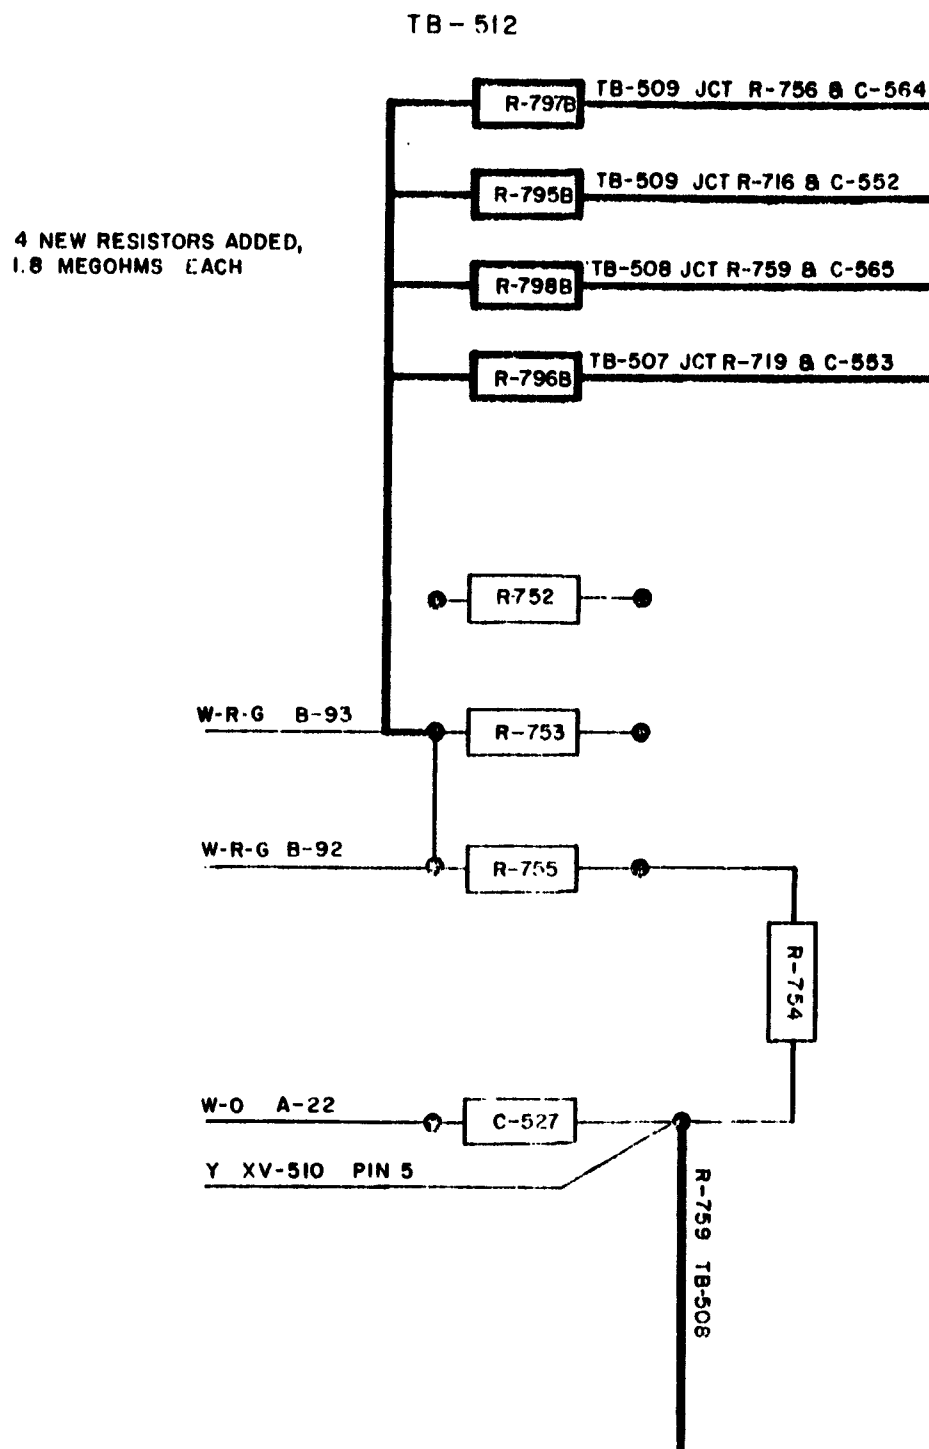 TB-512
R-797B
TB-509 JCT R-756 & C-564
R-795B
TB-509 JCT R-716 & C-552
4 NEW RESISTORS ADDED,
1.8 MEGOHMS EACH
R-798B
TB-508 JCT R-759 & C-565
R-796B
TB-507 JCT R-719 & C-553
R-752
W-R-G B-93
R-753
W-R-G B-92
R-755
R-754
W-O A-22
C-527
Y XV-510 PIN 5
R-759 TB-508